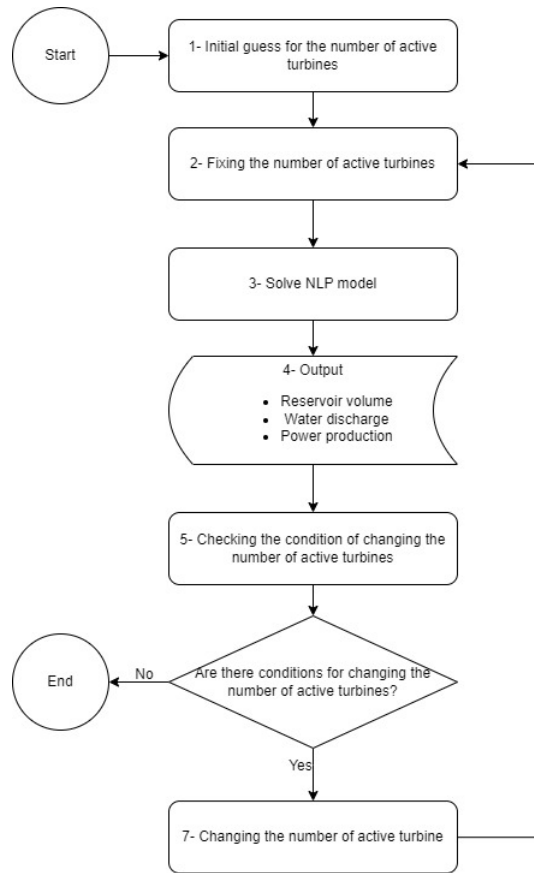 Start
1- Initial guess for the number of active
turbines
2- Fixing the number of active turbines
3- Solve NLP model
4- Output
• Reservoir volume
• Water discharge
• Power production
5- Checking the condition of changing the
number of active turbines
Are there conditions for changing the
number of active turbines?
No
End
Yes
7- Changing the number of active turbine